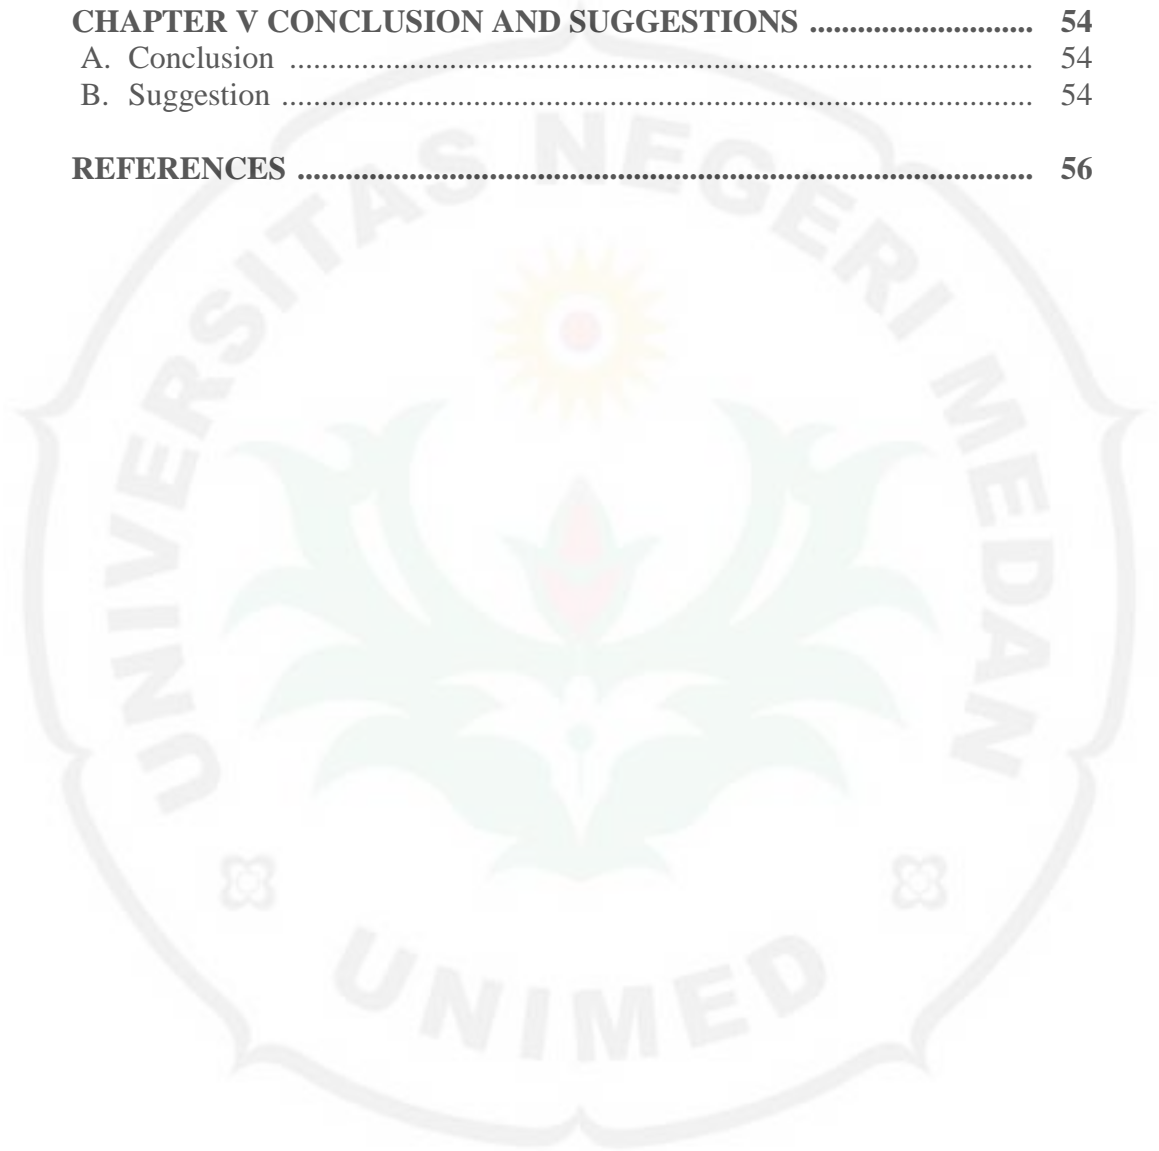 CHAPTER V CONCLUSION AND SUGGESTIONS ............................ 54
A. Conclusion ............................................................................................. 54
B. Suggestion .............................................................................................. 54
REFERENCES ............................................................................................ 56
UNIVERSITAS NEGERI MEDAN
UNIMED